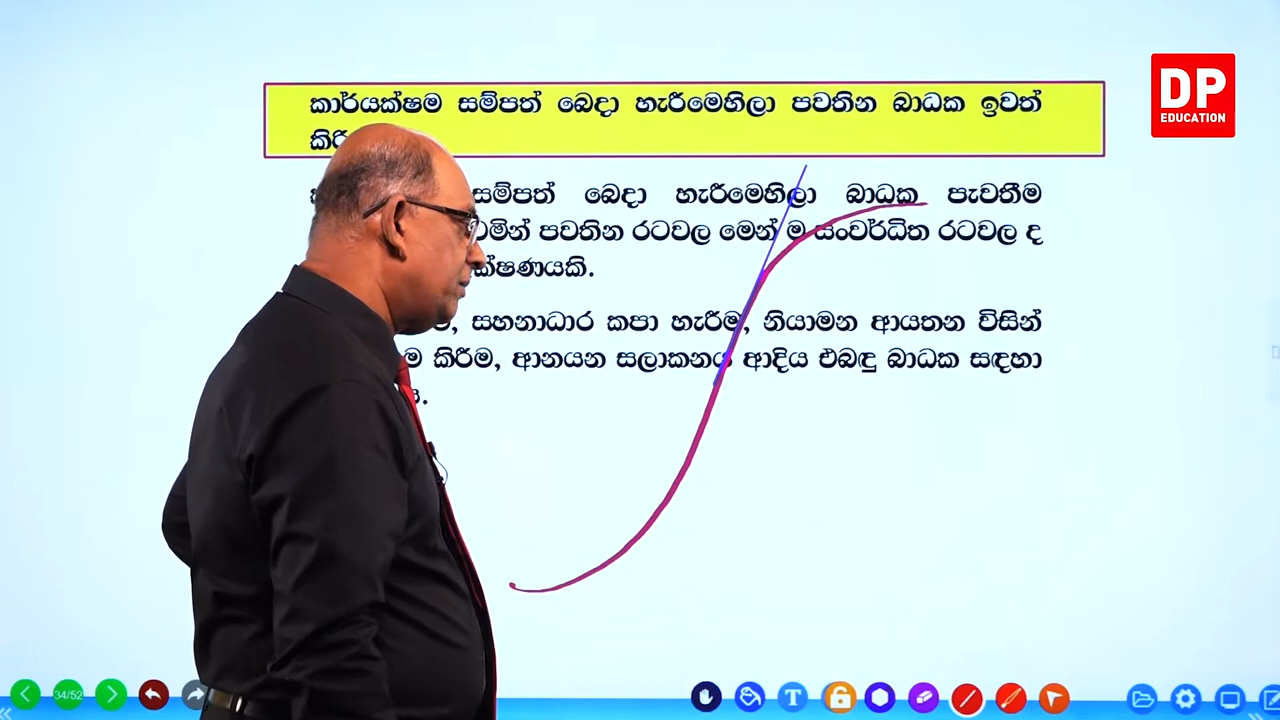 කාර්යක්ෂම සම්පත් බෙදා හැරීමෙහිලා පවතින බාධක ඉවත්
සම්පත් බෙදා හැරීමෙහිලා බාධක පැවතීම
පවතින රටවල මෙන් ම සංවර්ධිත රටවල ද
සහනාධාර කපා හැරීම, නියාමන ආයතන විසින්
කිරීම, ආනයන සලාකනය ආදිය එබඳු බාධක සඳහා
DP
EDUCATION
34/52